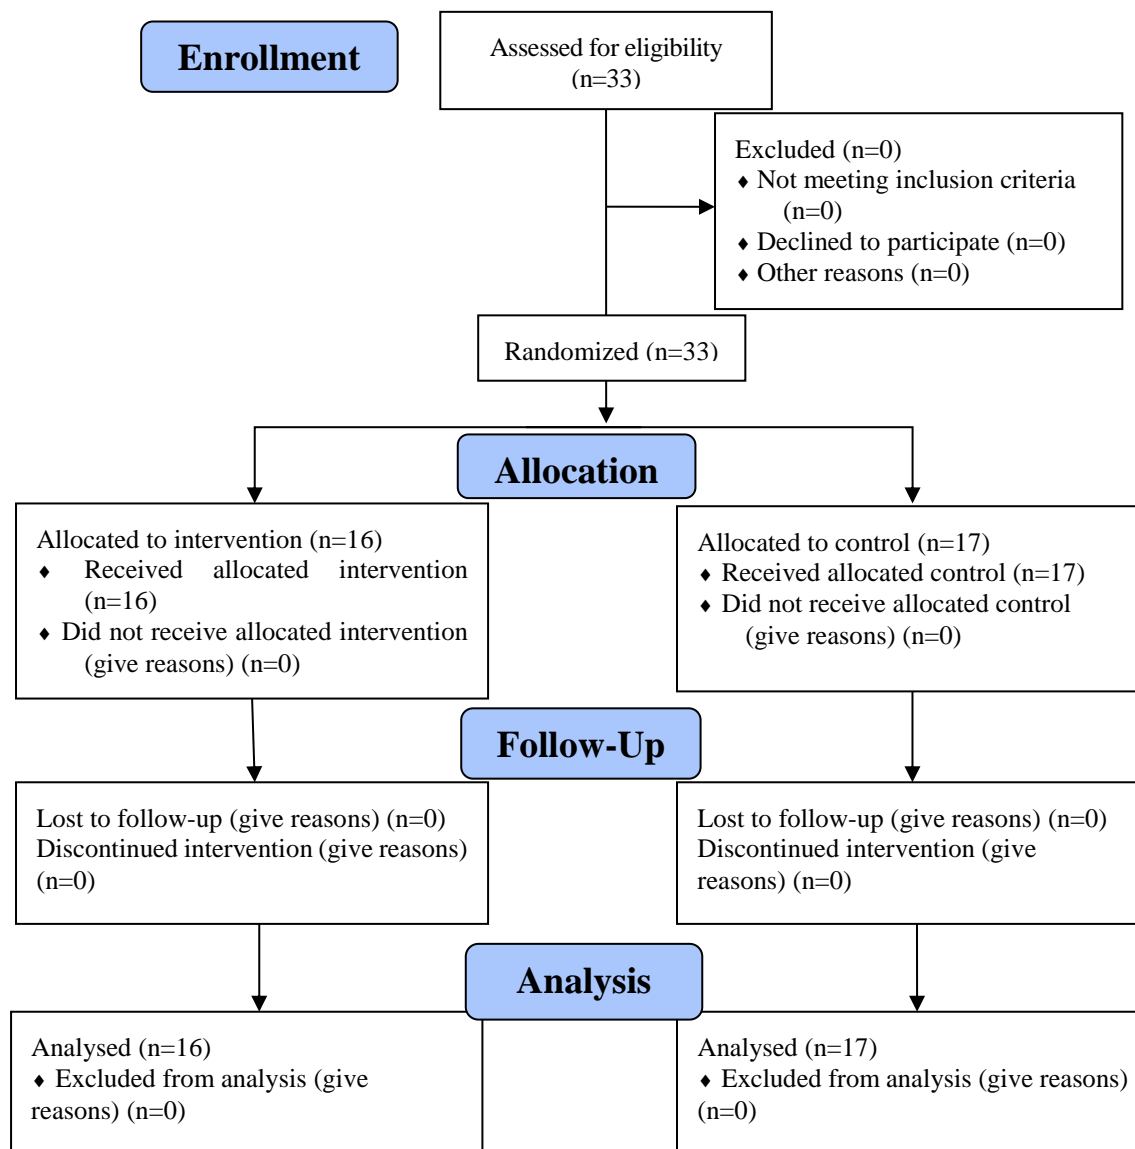 Enrollment
Assessed for eligibility
(n=33)
Excluded (n=0)
♦ Not meeting inclusion criteria
(n=0)
♦ Declined to participate (n=0)
♦ Other reasons (n=0)
Randomized (n=33)
Allocation
Allocated to intervention (n=16)
♦ Received allocated intervention
(n=16)
♦ Did not receive allocated intervention
(give reasons) (n=0)
Allocated to control (n=17)
♦ Received allocated control (n=17)
♦ Did not receive allocated control
(give reasons) (n=0)
Follow-Up
Lost to follow-up (give reasons) (n=0)
Discontinued intervention (give reasons)
(n=0)
Lost to follow-up (give reasons) (n=0)
Discontinued intervention (give
reasons) (n=0)
Analysis
Analysed (n=16)
♦ Excluded from analysis (give
reasons) (n=0)
Analysed (n=17)
♦ Excluded from analysis (give reasons)
(n=0)